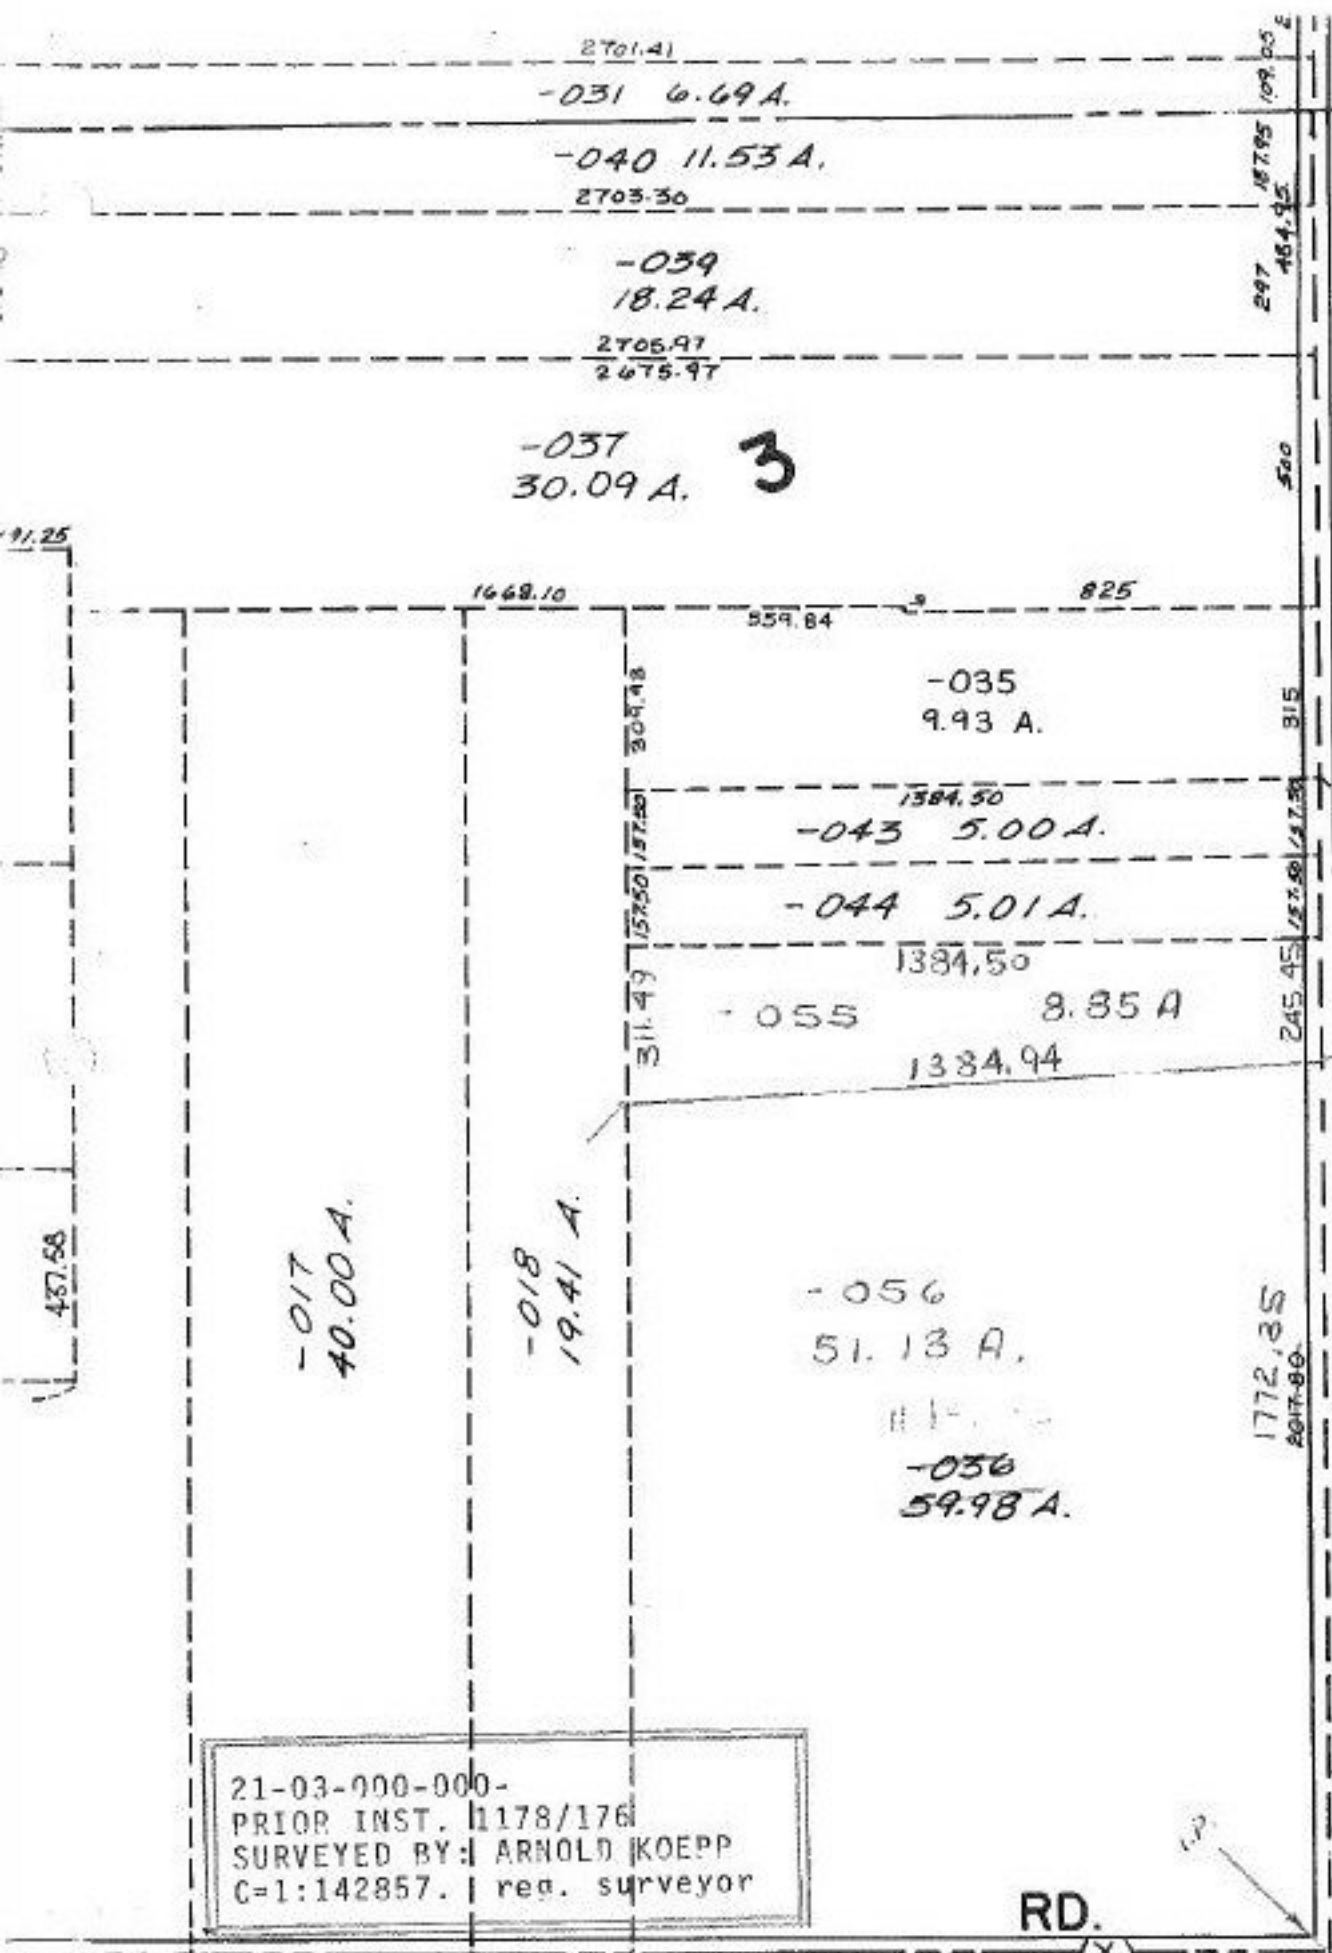 2701.41
109.05
-031 6.69 A.
-040 11.53 A.
187.95
2703.30
484.95
-039
18.24 A.
297
2705.97
2675.97
-037
30.09 A.
3
500
91.25
1668.10
825
559.84
309.98
-035
9.93 A.
315
1384.50
157.50
157.50
-043 5.00 A.
-044 5.01 A.
157.50
157.50
1384.50
311.49
-055 8.85 A
245.45
1384.94
437.58
-017
40.00 A.
-018
19.41 A.
-056
51.13 A.
1772.35
2017.80
-036
59.98 A.
21-03-000-000-
PRIOR INST. 1178/176
SURVEYED BY: ARNOLD KOEPP
C=1:142857. reg. surveyor
I.P.
RD.